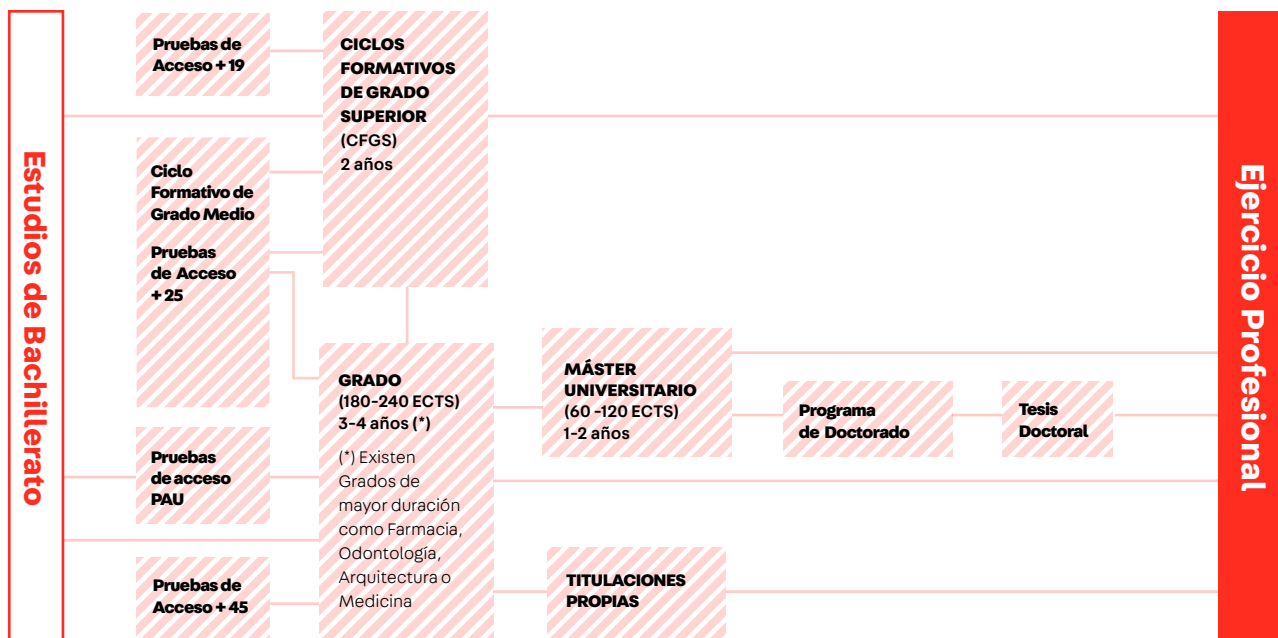 Estudios de Bachillerato
Pruebas de
Acceso + 19
Ciclo
Formativo de
Grado Medio
Pruebas
de Acceso
+ 25
Pruebas
de acceso
PAU
Pruebas de
Acceso + 45
CICLOS
FORMATIVOS
DE GRADO
SUPERIOR
(CFGS)
2 años
GRADO
(180-240 ECTS)
3-4 años (*)
(*) Existen
Grados de
mayor duración
como Farmacia,
Odontología,
Arquitectura o
Medicina
MÁSTER
UNIVERSITARIO
(60 -120 ECTS)
1-2 años
Programa
de Doctorado
Tesis
Doctoral
TITULACIONES
PROPIAS
Ejercicio Profesional